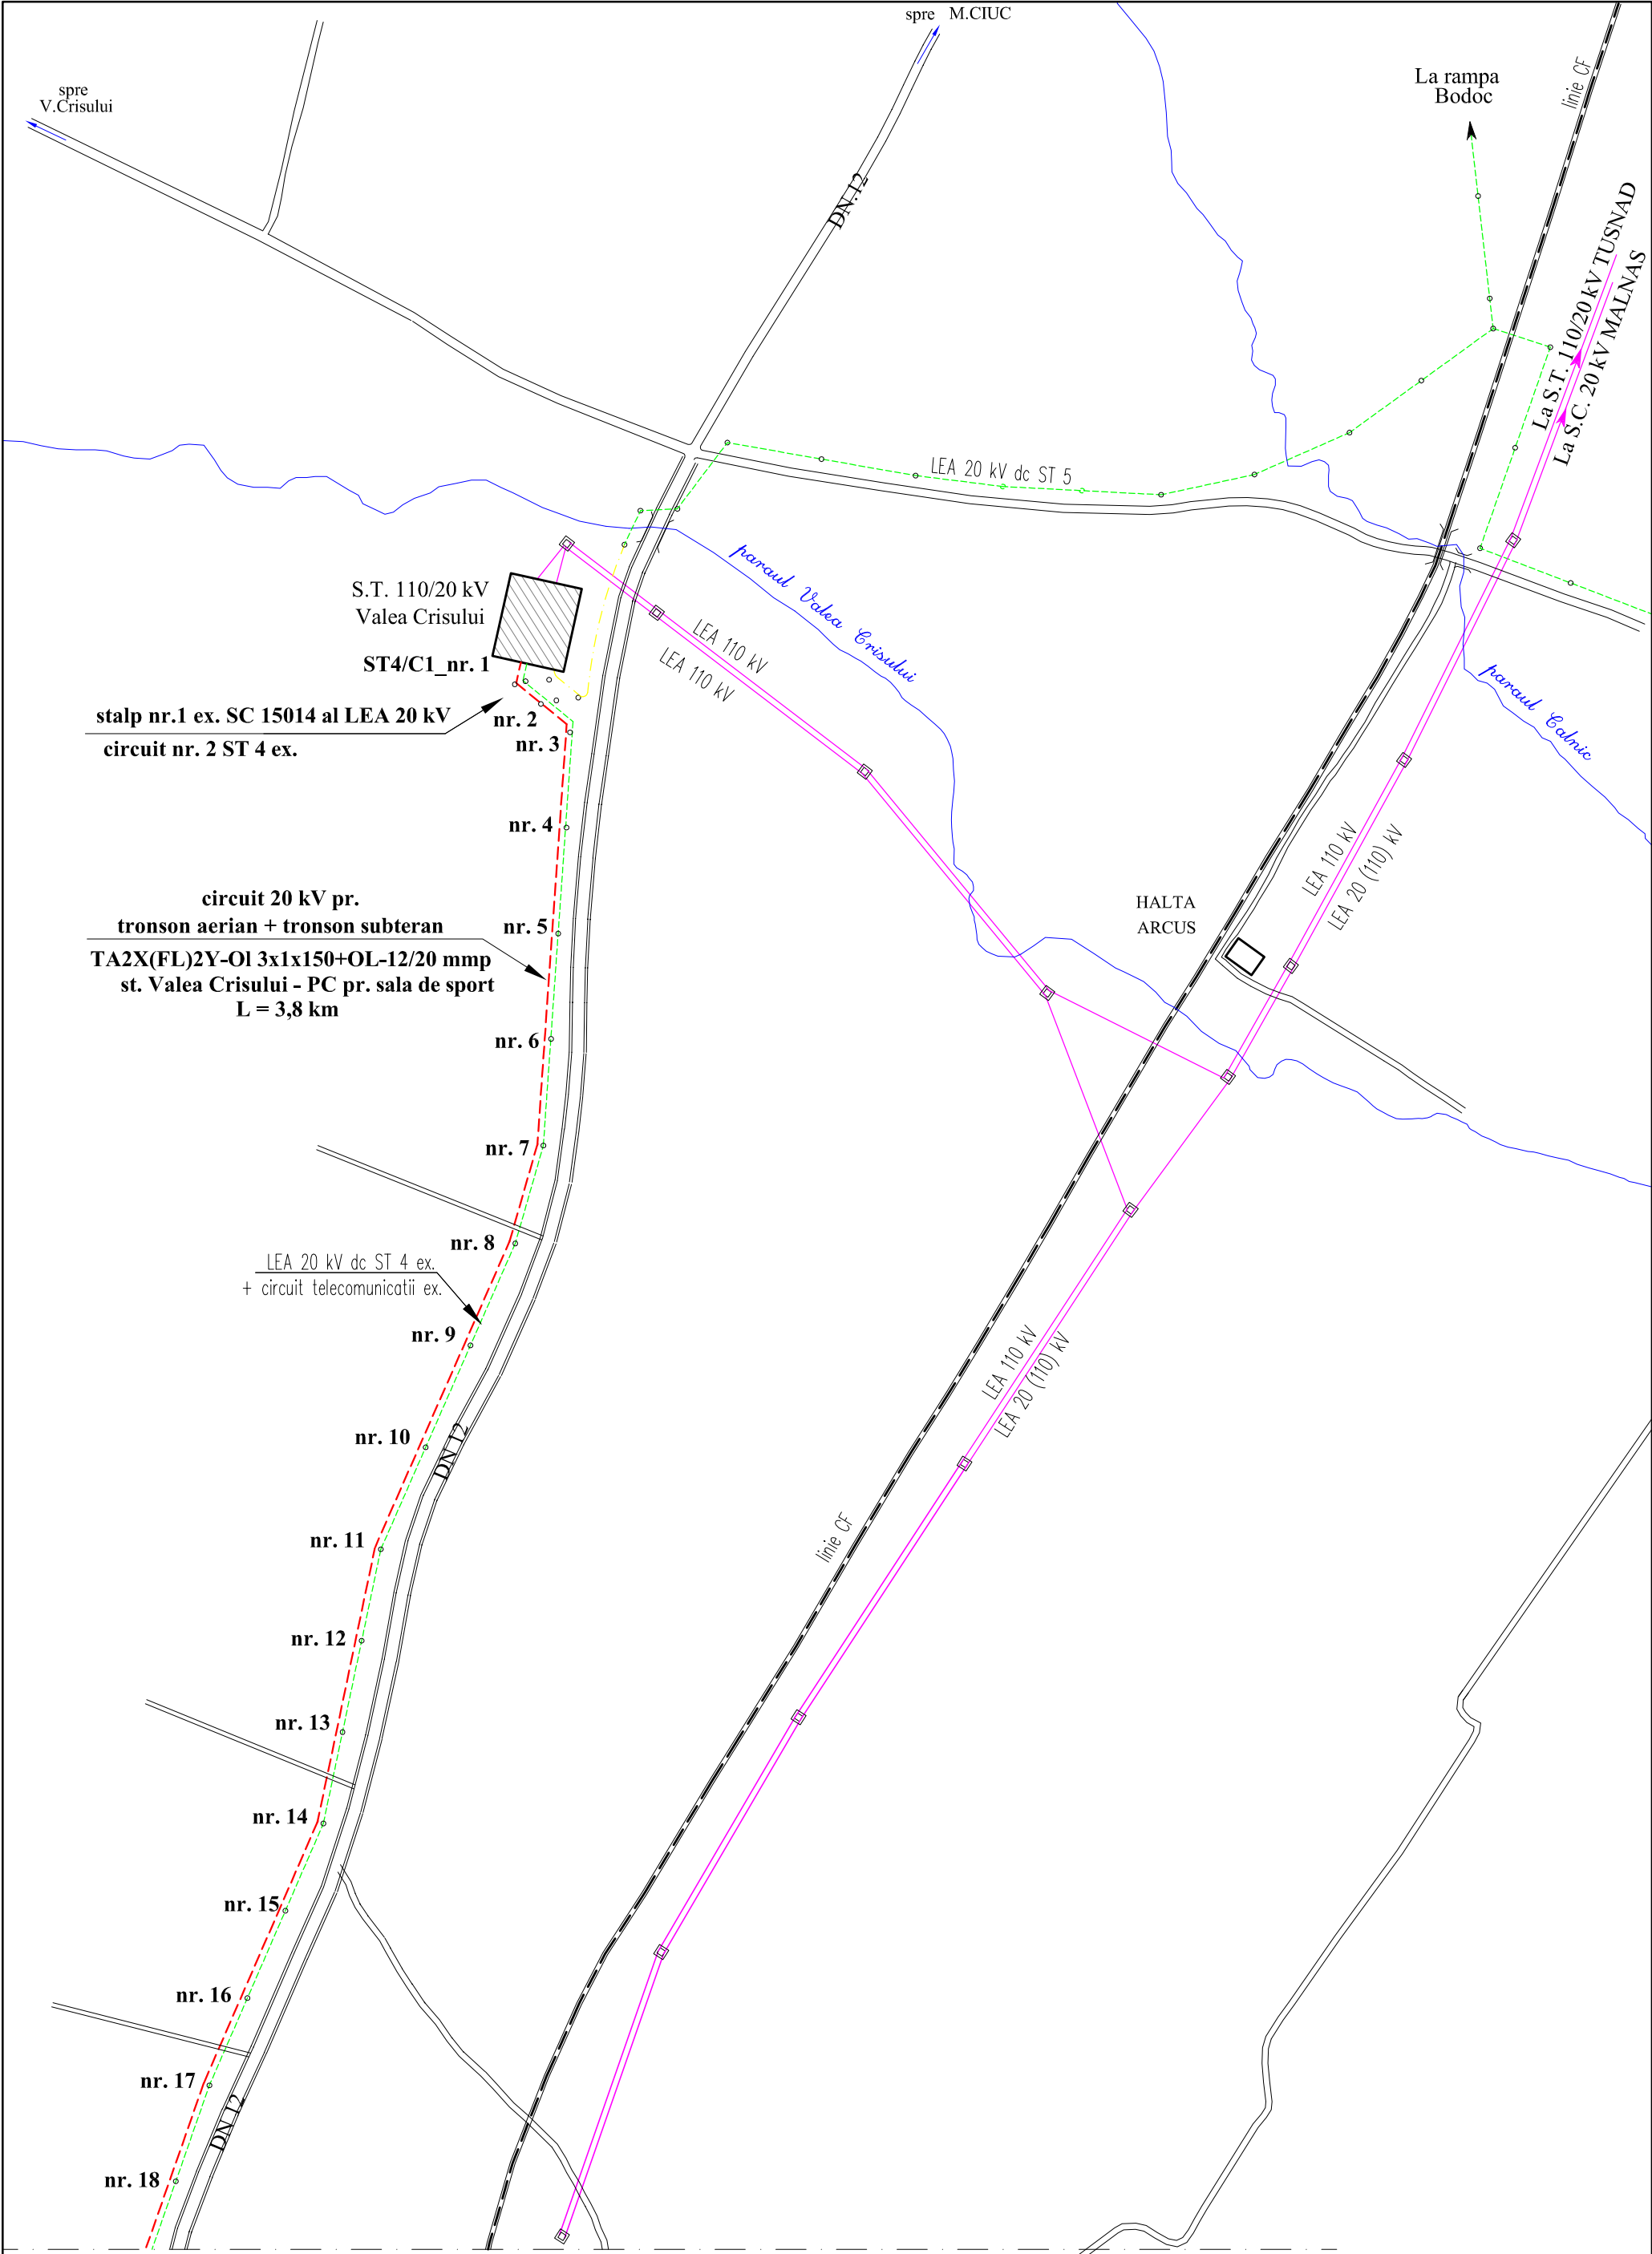 spre M.CIUC
spre
V.Crisului
La rampa
Bodoc
linie CF
DN.12
La S.T. 110/20 kV TUSNAD
La S.C. 20 kV MALNAS
LEA 20 kV dc ST 5
paraul Valea Crisului
S.T. 110/20 kV
Valea Crisului
ST4/C1_nr. 1
LEA 110 kV
LEA 110 kV
paraul Calnic
stalp nr.1 ex. SC 15014 al LEA 20 kV
circuit nr. 2 ST 4 ex.
nr. 2
nr. 3
nr. 4
LEA 110 kV
LEA 20 (110) kV
circuit 20 kV pr.
tronson aerian + tronson subteran
TA2X(FL)2Y-Ol 3x1x150+OL-12/20 mmp
st. Valea Crisului - PC pr. sala de sport
L = 3,8 km
nr. 5
HALTA
ARCUS
nr. 6
nr. 7
nr. 8
LEA 20 kV dc ST 4 ex.
+ circuit telecomunicatii ex.
nr. 9
LEA 110 kV
LEA 20 (110) kV
nr. 10
DN 12
nr. 11
linie CF
nr. 12
nr. 13
nr. 14
nr. 15
nr. 16
nr. 17
DN 12
nr. 18